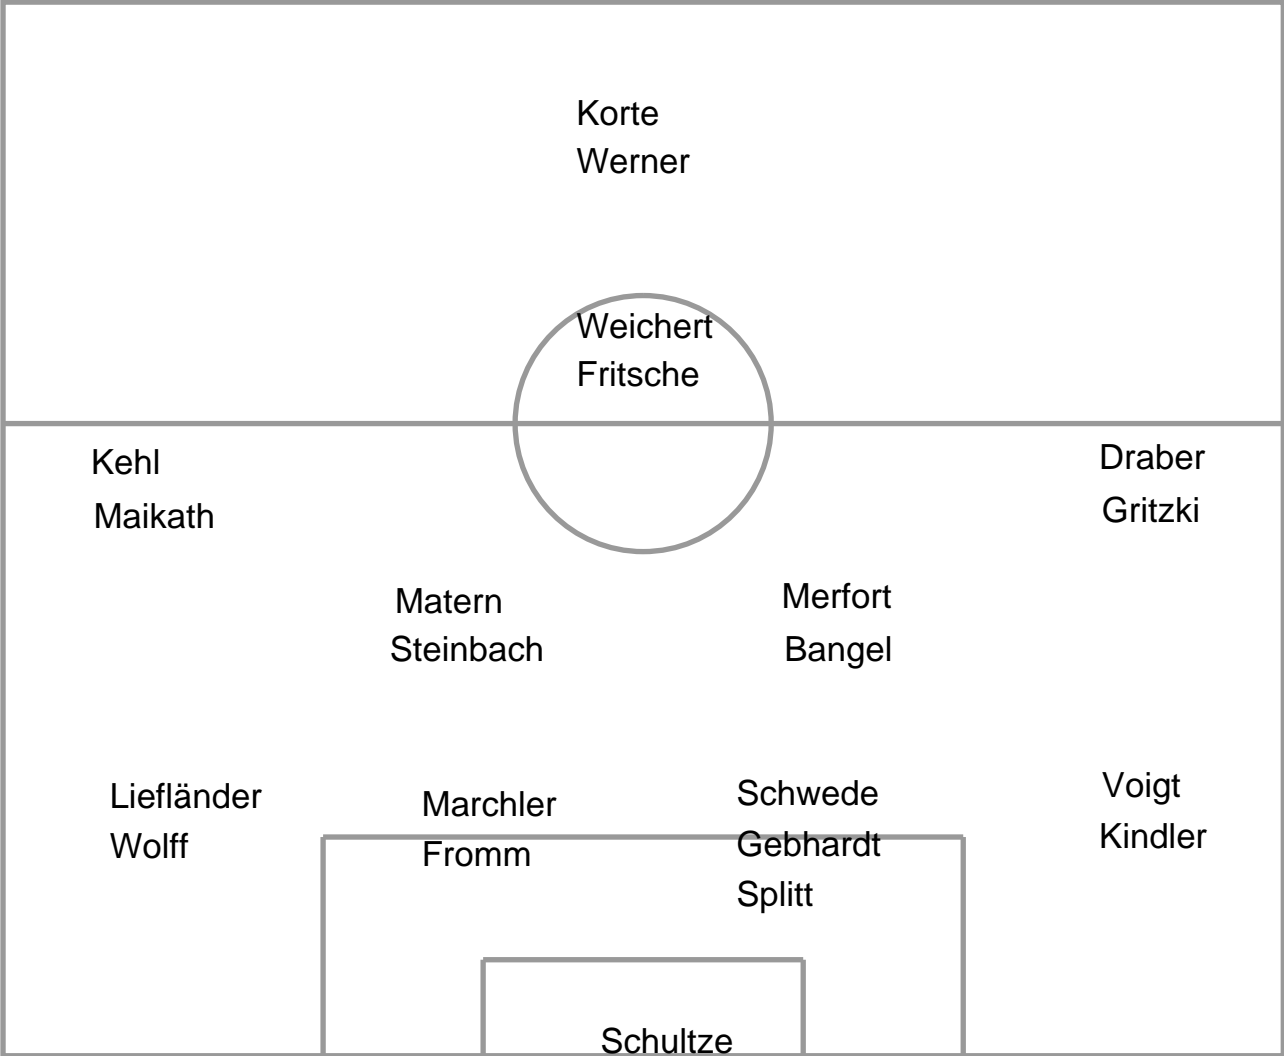 Korte
Werner
Weichert
Fritsche
Kehl
Maikath
Draber
Gritzki
Matern
Steinbach
Merfort
Bangel
Liefländer
Wolff
Marchler
Fromm
Schwede
Gebhardt
Splitt
Voigt
Kindler
Schultze